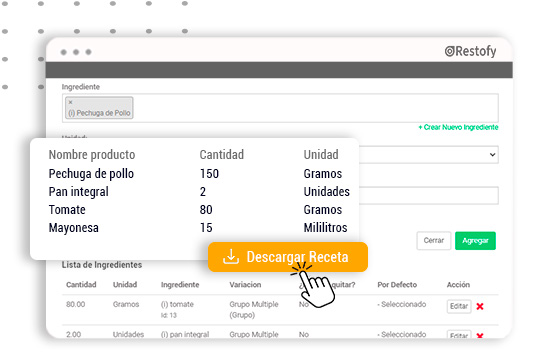 Restofy
Ingrediente
×
(i) Pechuga de Pollo
+ Crear Nuevo Ingrediente
Nombre producto Cantidad Unidad
Pechuga de pollo 150 Gramos
Pan integral 2 Unidades
Tomate 80 Gramos
Mayonesa 15 Mililitros
Cerrar Agregar
Descargar Receta
Lista de Ingredientes
Cantidad Unidad Ingrediente Variacion quitar? Por Defecto Acción
80.00 Gramos (i) tomate Grupo Multiple No - Seleccionado Editar
Id: 13 (Grupo)
2.00 Unidades (i) pan integral Grupo Multiple No - Seleccionado Editar